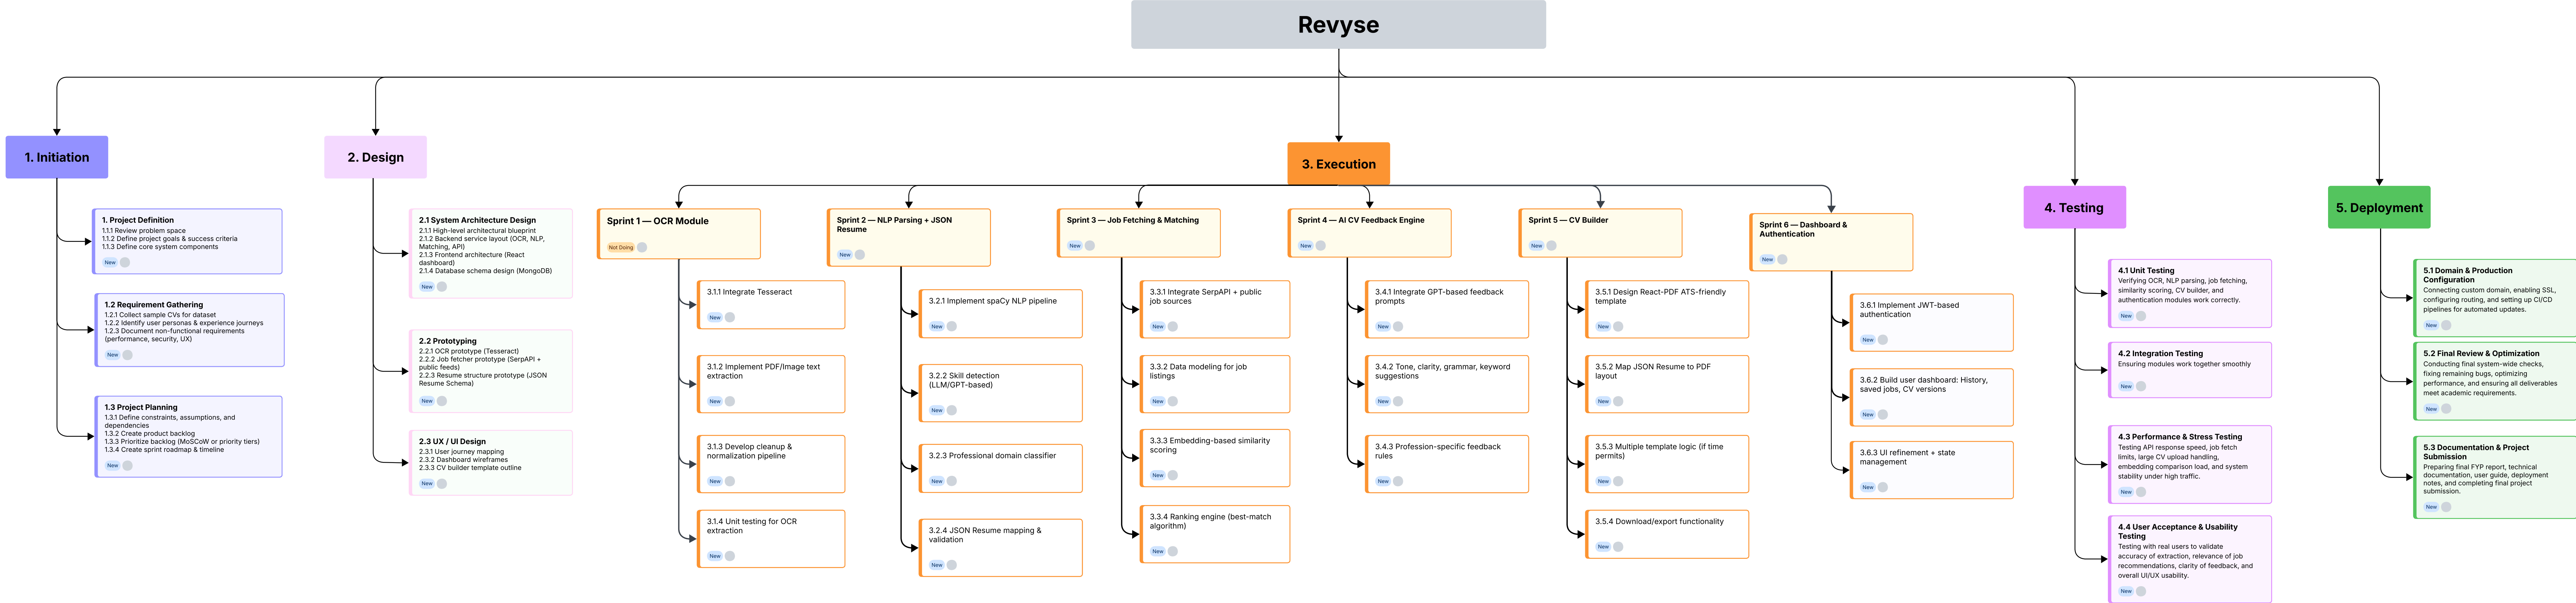 Revyse
1. Initiation
1. Project Definition
1.1.1 Review problem space
1.1.2 Define project goals & success criteria
1.1.3 Define core system components
New
1.2 Requirement Gathering
1.2.1 Collect sample CVs for dataset
1.2.2 Identify user personas & experience journeys
1.2.3 Document non-functional requirements
(performance, security, UX)
New
1.3 Project Planning
1.3.1 Define constraints, assumptions, and
dependencies
1.3.2 Create product backlog
1.3.3 Prioritize backlog (MoSCoW or priority tiers)
1.3.4 Create sprint roadmap & timeline
New
2. Design
2.1 System Architecture Design
2.1.1 High-level architectural blueprint
2.1.2 Backend service layout (OCR, NLP,
Matching, API)
2.1.3 Frontend architecture (React
dashboard)
2.1.4 Database schema design (MongoDB)
New
2.2 Prototyping
2.2.1 OCR prototype (Tesseract)
2.2.2 Job fetcher prototype (SerpAPI +
public feeds)
2.2.3 Resume structure prototype (JSON
Resume Schema)
New
2.3 UX / UI Design
2.3.1 User journey mapping
2.3.2 Dashboard wireframes
2.3.3 CV builder template outline
New
3. Execution
Sprint 1 — OCR Module
Not Doing
3.1.1 Integrate Tesseract
New
3.1.2 Implement PDF/Image text
extraction
New
3.1.3 Develop cleanup &
normalization pipeline
New
3.1.4 Unit testing for OCR
extraction
New
Sprint 2 — NLP Parsing + JSON
Resume
New
3.2.1 Implement spaCy NLP pipeline
New
3.2.2 Skill detection
(LLM/GPT-based)
New
3.2.3 Professional domain classifier
New
3.2.4 JSON Resume mapping &
validation
New
Sprint 3 — Job Fetching & Matching
New
3.3.1 Integrate SerpAPI + public
job sources
New
3.3.2 Data modeling for job
listings
New
3.3.3 Embedding-based similarity
scoring
New
3.3.4 Ranking engine (best-match
algorithm)
New
Sprint 4 — AI CV Feedback Engine
New
3.4.1 Integrate GPT-based feedback
prompts
New
3.4.2 Tone, clarity, grammar, keyword
suggestions
New
3.4.3 Profession-specific feedback
rules
New
Sprint 5 — CV Builder
New
3.5.1 Design React-PDF ATS-friendly
template
New
3.5.2 Map JSON Resume to PDF
layout
New
3.5.3 Multiple template logic (if time
permits)
New
3.5.4 Download/export functionality
New
Sprint 6 — Dashboard &
Authentication
New
3.6.1 Implement JWT-based
authentication
New
3.6.2 Build user dashboard: History,
saved jobs, CV versions
New
3.6.3 UI refinement + state
management
New
4. Testing
4.1 Unit Testing
Verifying OCR, NLP parsing, job fetching,
similarity scoring, CV builder, and
authentication modules work correctly.
New
4.2 Integration Testing
Ensuring modules work together smoothly
New
4.3 Performance & Stress Testing
Testing API response speed, job fetch
limits, large CV upload handling,
embedding comparison load, and system
stability under high traffic.
New
4.4 User Acceptance & Usability
Testing
Testing with real users to validate
accuracy of extraction, relevance of job
recommendations, clarity of feedback, and
overall UI/UX usability.
New
5. Deployment
5.1 Domain & Production
Configuration
Connecting custom domain, enabling SSL,
configuring routing, and setting up CI/CD
pipelines for automated updates.
New
5.2 Final Review & Optimization
Conducting final system-wide checks,
fixing remaining bugs, optimizing
performance, and ensuring all deliverables
meet academic requirements.
New
5.3 Documentation & Project
Submission
Preparing final FYP report, technical
documentation, user guide, deployment
notes, and completing final project
submission.
New